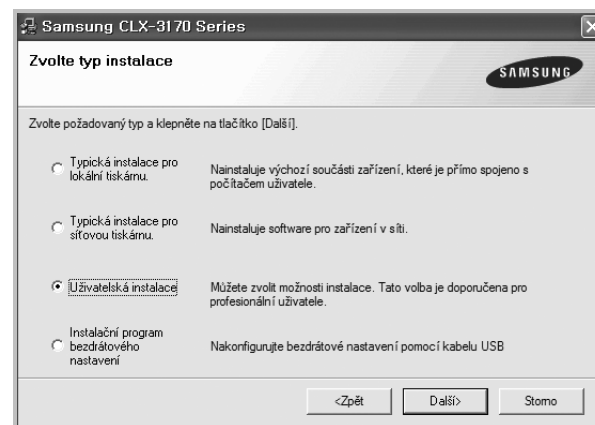 Samsung CLX-3170 Series
Zvolte typ instalace
SAMSUNG
Zvolte požadovaný typ a klepněte na tlačítko [Další].
Typická instalace pro
lokální tiskárnu.
Nainstaluje výchozí součásti zařízení, které je přímo spojeno s
počítačem uživatele.
Typická instalace pro
síťovou tiskárnu.
Nainstaluje software pro zařízení v síti.
Uživatelská instalace
Můžete zvolit možnosti instalace. Tato volba je doporučena pro
profesionální uživatele.
Instalační program
bezdrátového
nastavení
Nakonfigurujte bezdrátové nastavení pomocí kabelu USB
<Zpět
Další>
Storno